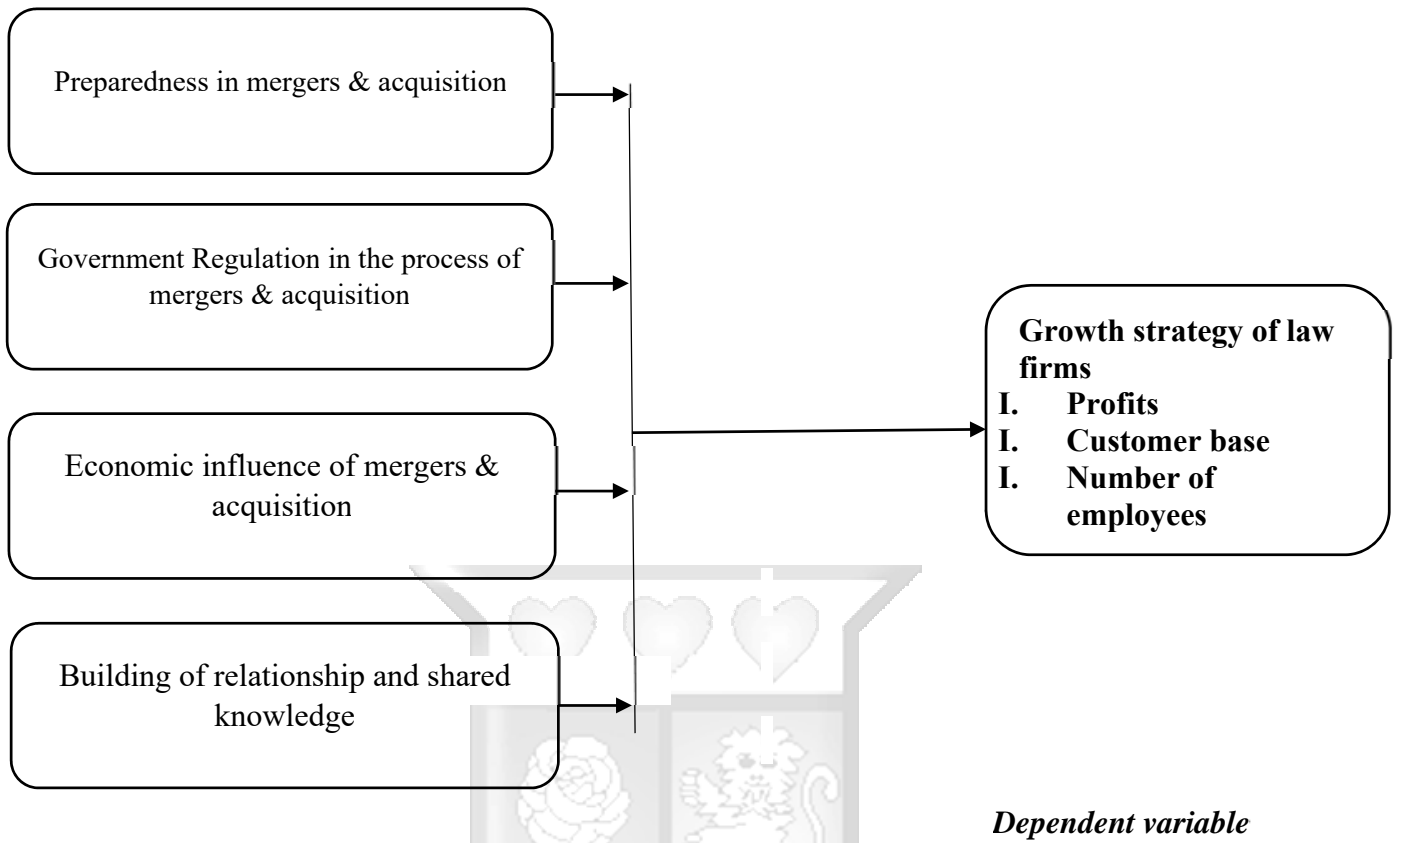 Preparedness in mergers & acquisition
Government Regulation in the process of
mergers & acquisition
Economic influence of mergers &
acquisition
Building of relationship and shared
knowledge
Growth strategy of law
firms
I. Profits
I. Customer base
I. Number of
employees
Dependent variable